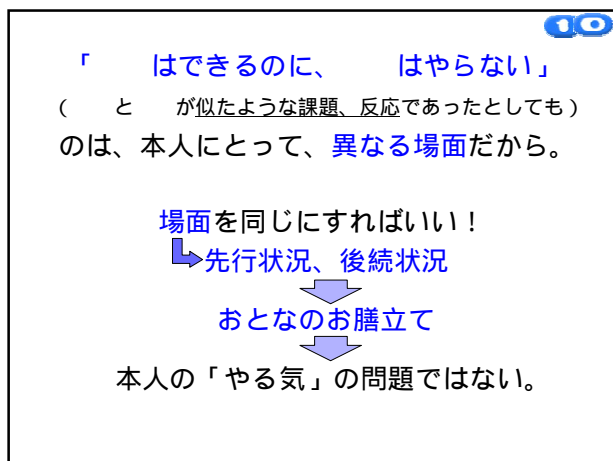 10
「　　はできるのに、　　はやらない」
(　　と　　が似たような課題、反応であったとしても)
のは、本人にとって、異なる場面だから。
場面を同じにすればいい！
先行状況、後続状況
おとなのお膳立て
本人の「やる気」の問題ではない。